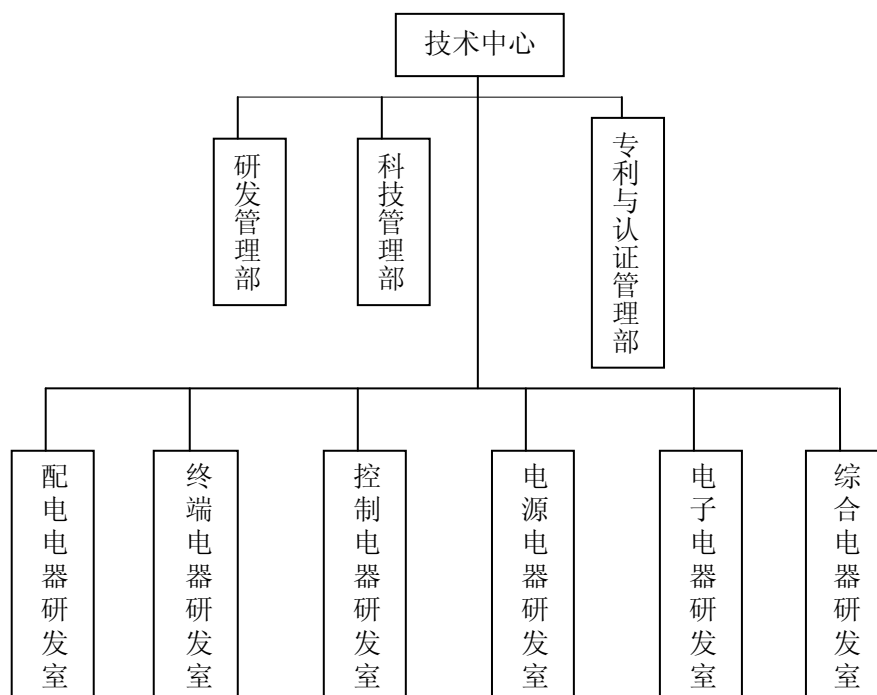 技术中心
研发管理部
科技管理部
专利与认证管理部
配电电器研发室
终端电器研发室
控制电器研发室
电源电器研发室
电子电器研发室
综合电器研发室